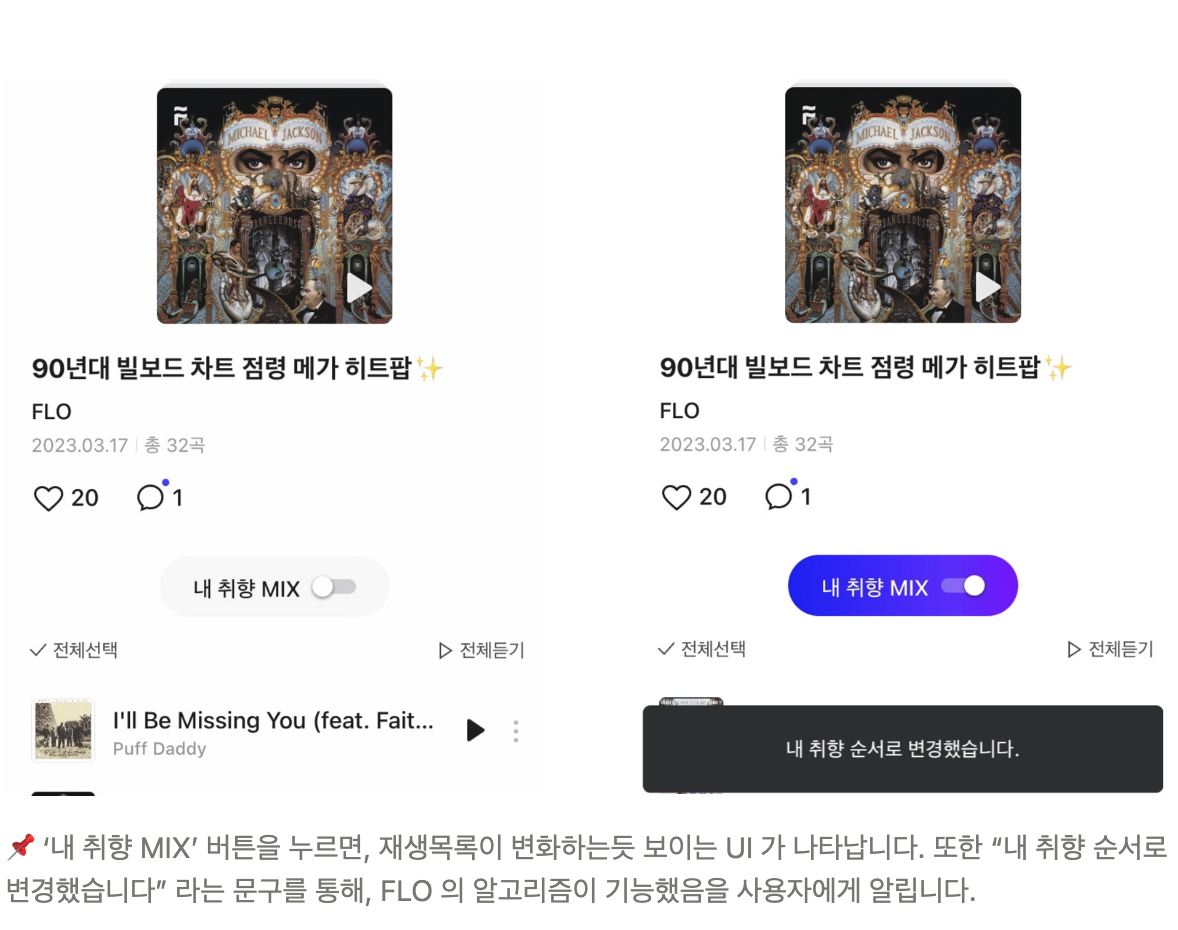 MICHAEL JACKSON
DANGEROUS
90년대 빌보드 차트 점령 메가 히트팝✨
FLO
2023.03.17 | 총 32곡
20 1
내 취향 MIX
전체선택 전체듣기
I'll Be Missing You (feat. Fait...
Puff Daddy
MICHAEL JACKSON
DANGEROUS
90년대 빌보드 차트 점령 메가 히트팝✨
FLO
2023.03.17 | 총 32곡
20 1
내 취향 MIX
전체선택 전체듣기
내 취향 순서로 변경했습니다.
📌 ‘내 취향 MIX’ 버튼을 누르면, 재생목록이 변화하는듯 보이는 UI 가 나타납니다. 또한 “내 취향 순서로
변경했습니다” 라는 문구를 통해, FLO 의 알고리즘이 기능했음을 사용자에게 알립니다.